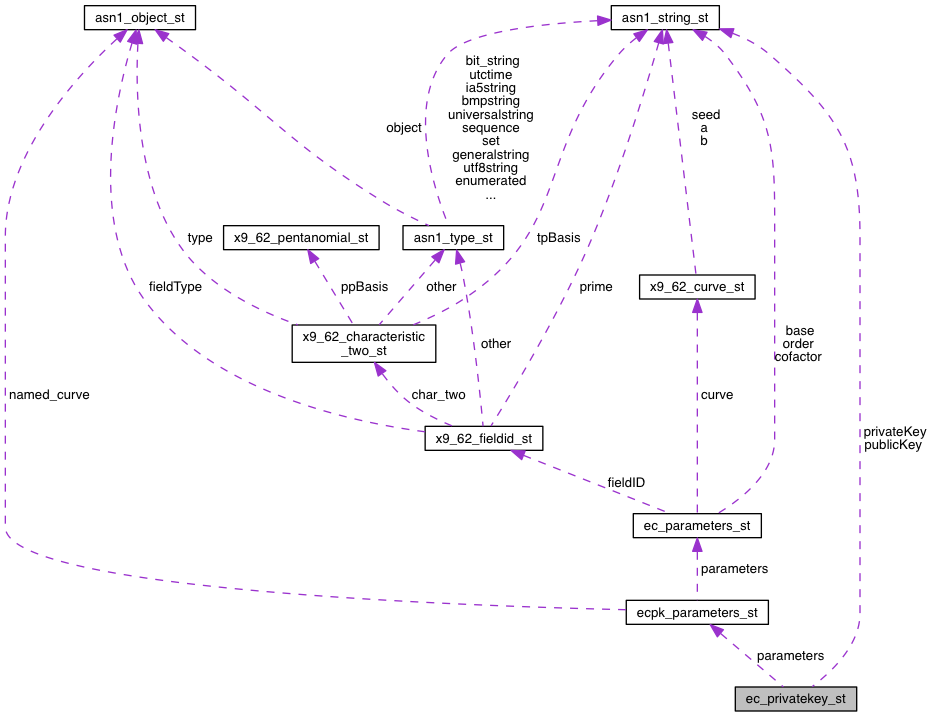 asn1_object_st
asn1_string_st
bit_string
utctime
ia5string
bmpstring
universalstring
sequence
set
generalstring
utf8string
enumerated
...
object
seed
a
b
type
x9_62_pentanomial_st
asn1_type_st
tpBasis
fieldType
ppBasis
other
prime
x9_62_curve_st
x9_62_characteristic
_two_st
other
base
order
cofactor
named_curve
char_two
curve
x9_62_fieldid_st
privateKey
publicKey
fieldID
ec_parameters_st
parameters
ecpk_parameters_st
parameters
ec_privatekey_st